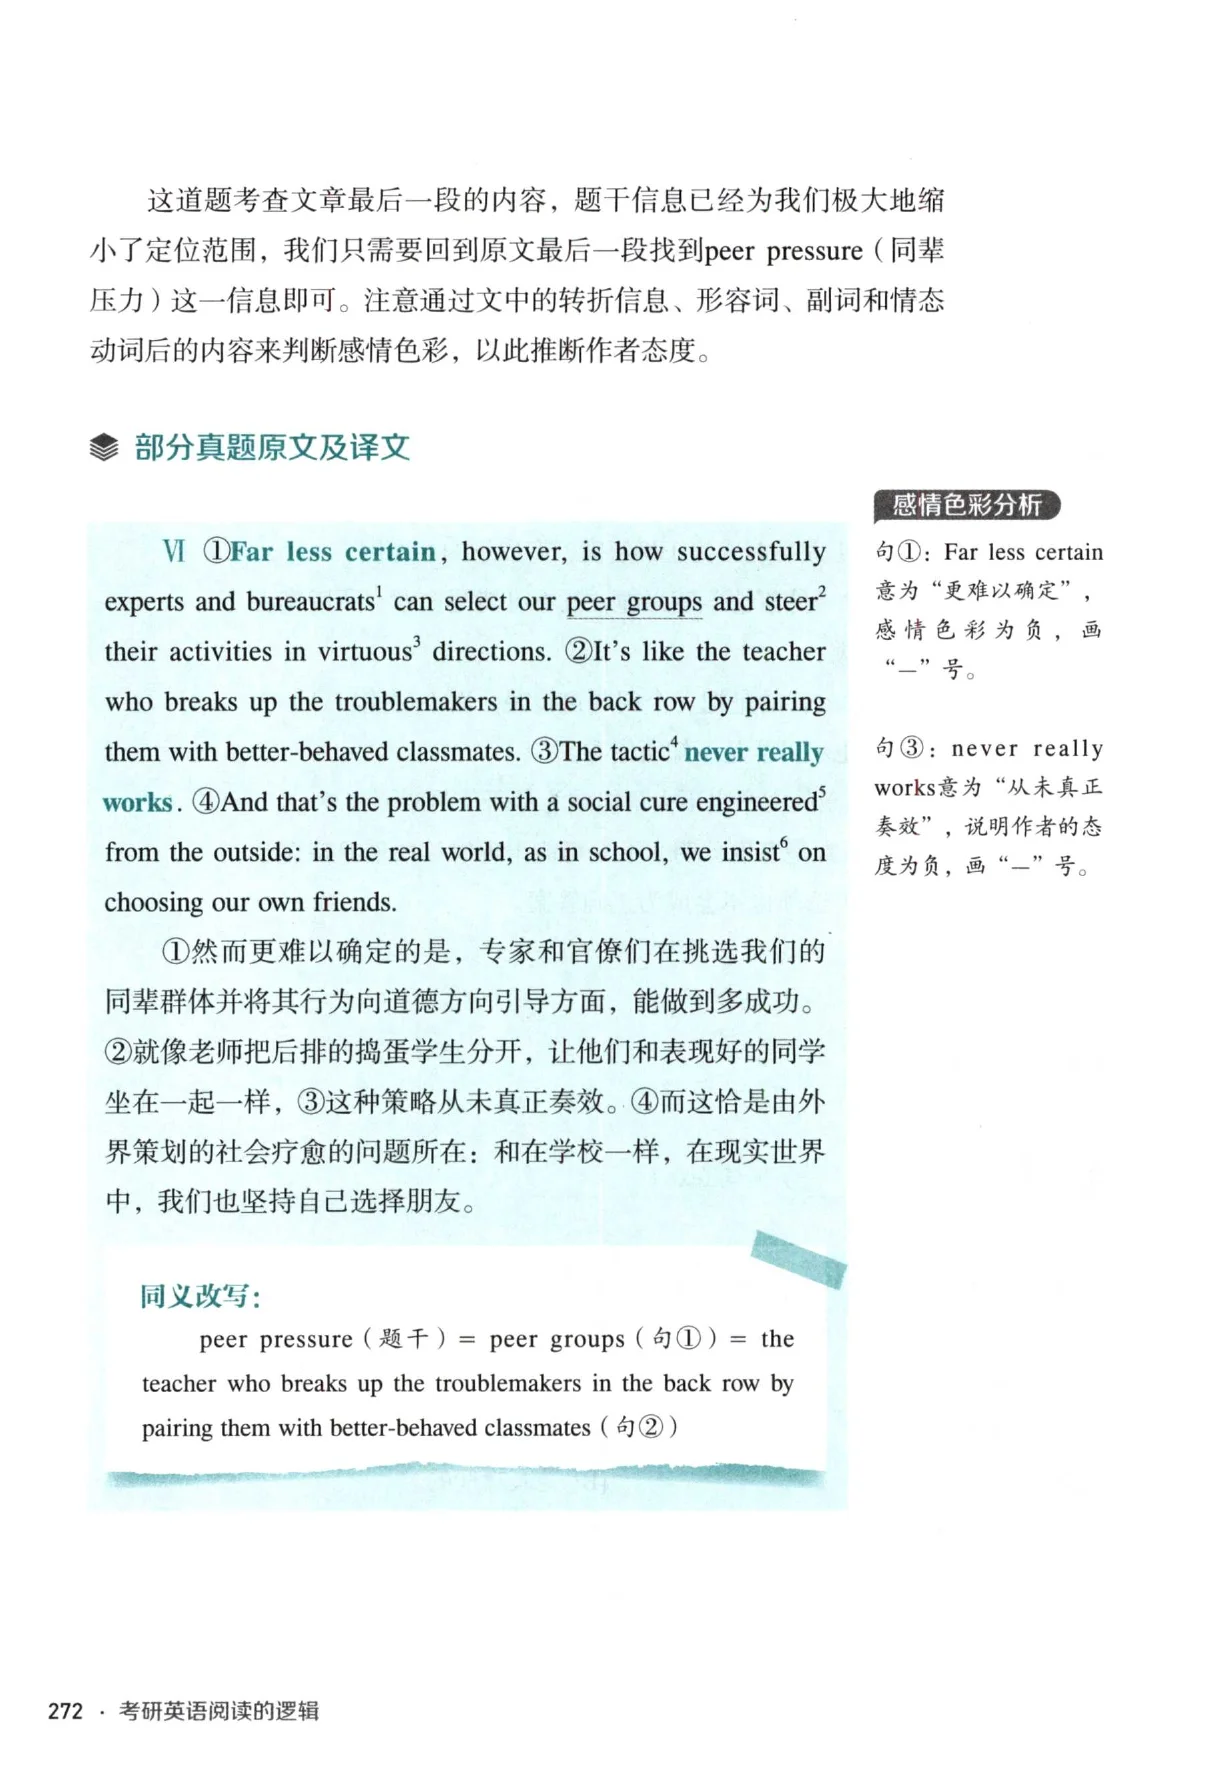 这道题考查文章最后一段的内容，题干信息已经为我们极大地缩
小了定位范围，我们只需要回到原文最后一段找到peer pressure（同辈
压力）这一信息即可。注意通过文中的转折信息、形容词、副词和情态
动词后的内容来判断感情色彩，以此推断作者态度。
部分真题原文及译文
Ⅵ ①Far less certain, however, is how successfully
experts and bureaucrats¹ can select our peer groups and steer²
their activities in virtuous³ directions. ②It's like the teacher
who breaks up the troublemakers in the back row by pairing
them with better-behaved classmates. ③The tactic⁴ never really
works. ④And that's the problem with a social cure engineered⁵
from the outside: in the real world, as in school, we insist⁶ on
choosing our own friends.
①然而更难以确定的是，专家和官僚们在挑选我们的
同辈群体并将其行为向道德方向引导方面，能做到多成功。
②就像老师把后排的捣蛋学生分开，让他们和表现好的同学
坐在一起一样，③这种策略从未真正奏效。④而这恰是由外
界策划的社会疗愈的问题所在：和在学校一样，在现实世界
中，我们也坚持自己选择朋友。
同义改写：
peer pressure（题干）= peer groups（句①）= the
teacher who breaks up the troublemakers in the back row by
pairing them with better-behaved classmates（句②）
感情色彩分析
句①：Far less certain
意为“更难以确定”，
感情色彩为负，画
“—”号。
句③：never really
works意为“从未真正
奏效”，说明作者的态
度为负，画“—”号。
272 · 考研英语阅读的逻辑